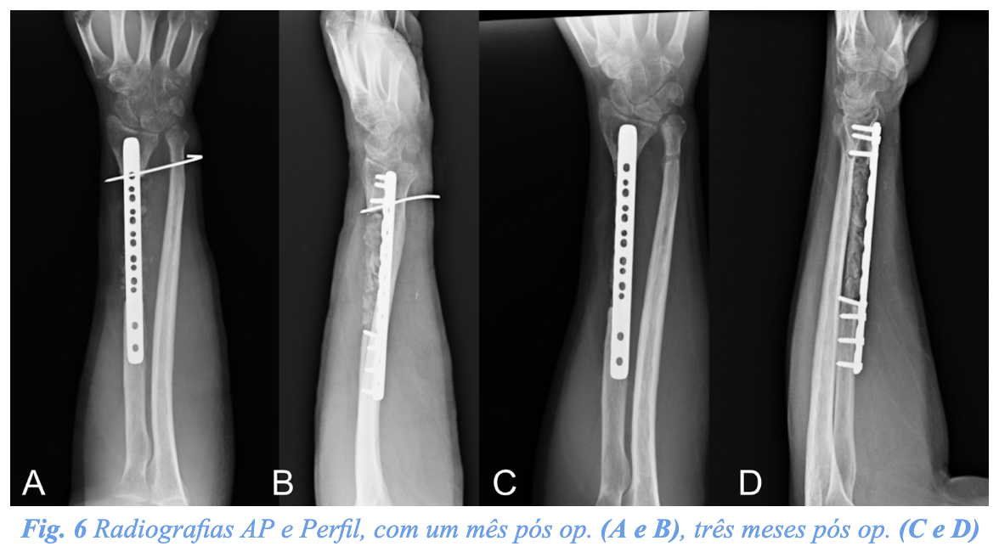 A B C D
Fig. 6 Radiografias AP e Perfil, com um mês pós op. (A e B), três meses pós op. (C e D)